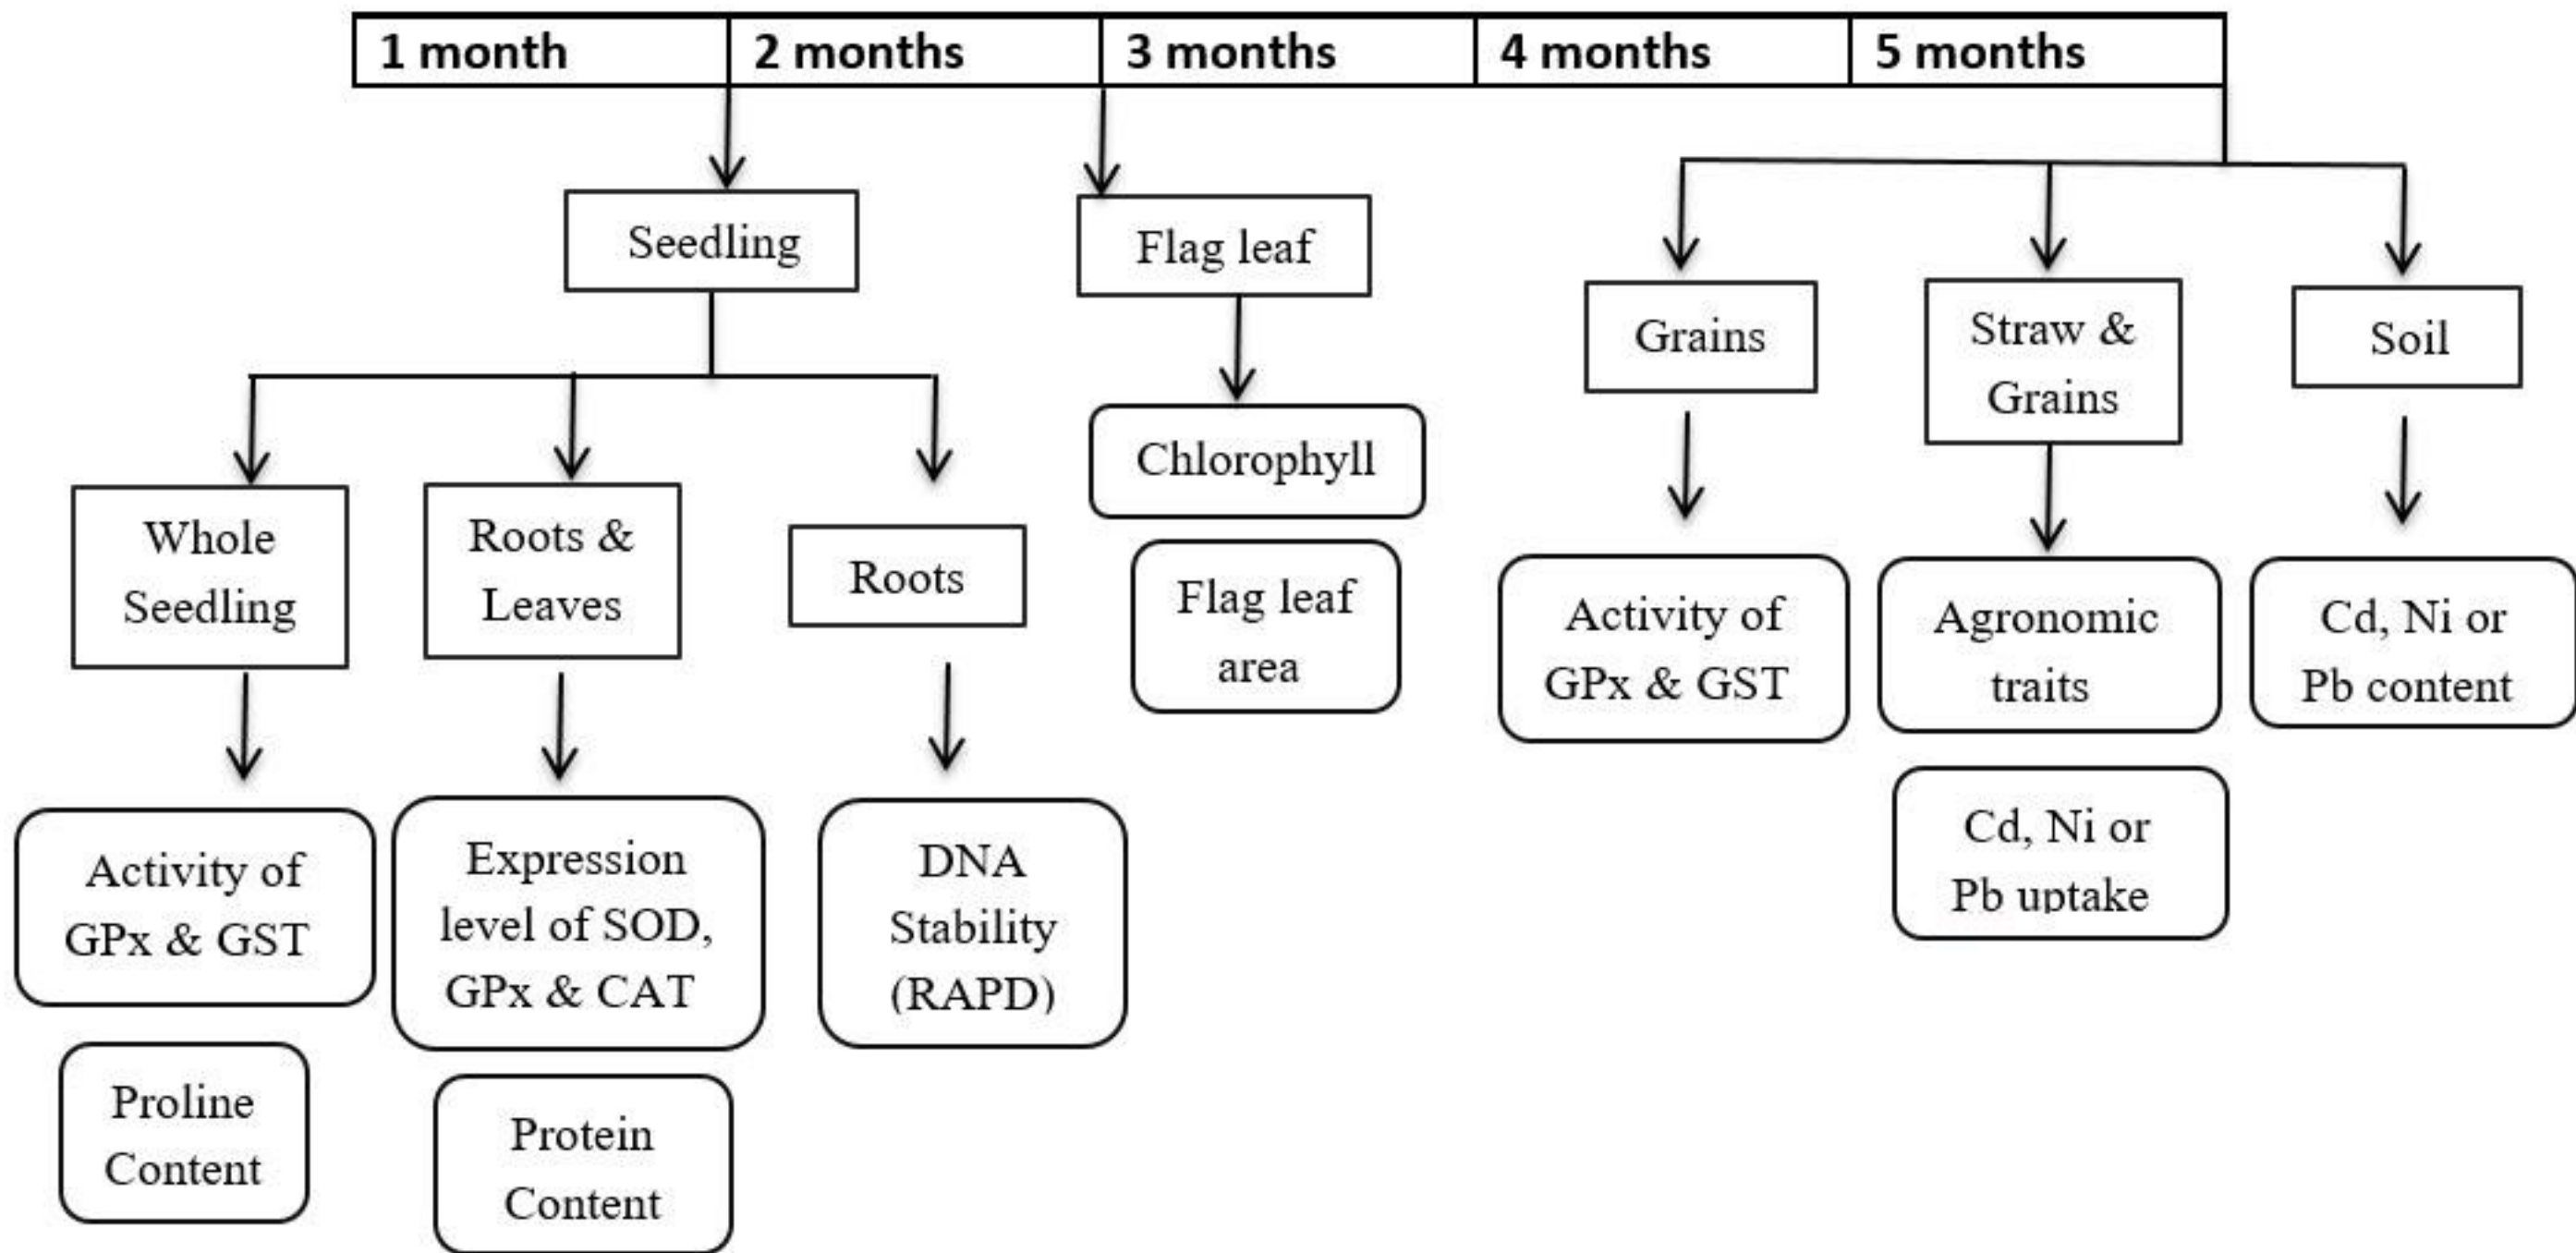 1 month
2 months
3 months
4 months
5 months
Seedling
Flag leaf
Grains
Straw &
Grains
Soil
Whole
Seedling
Roots &
Leaves
Roots
Chlorophyll
Flag leaf
area
Activity of
GPx & GST
Agronomic
traits
Cd, Ni or
Pb content
Cd, Ni or
Pb uptake
Activity of
GPx & GST
Expression
level of SOD,
GPx & CAT
DNA
Stability
(RAPD)
Proline
Content
Protein
Content